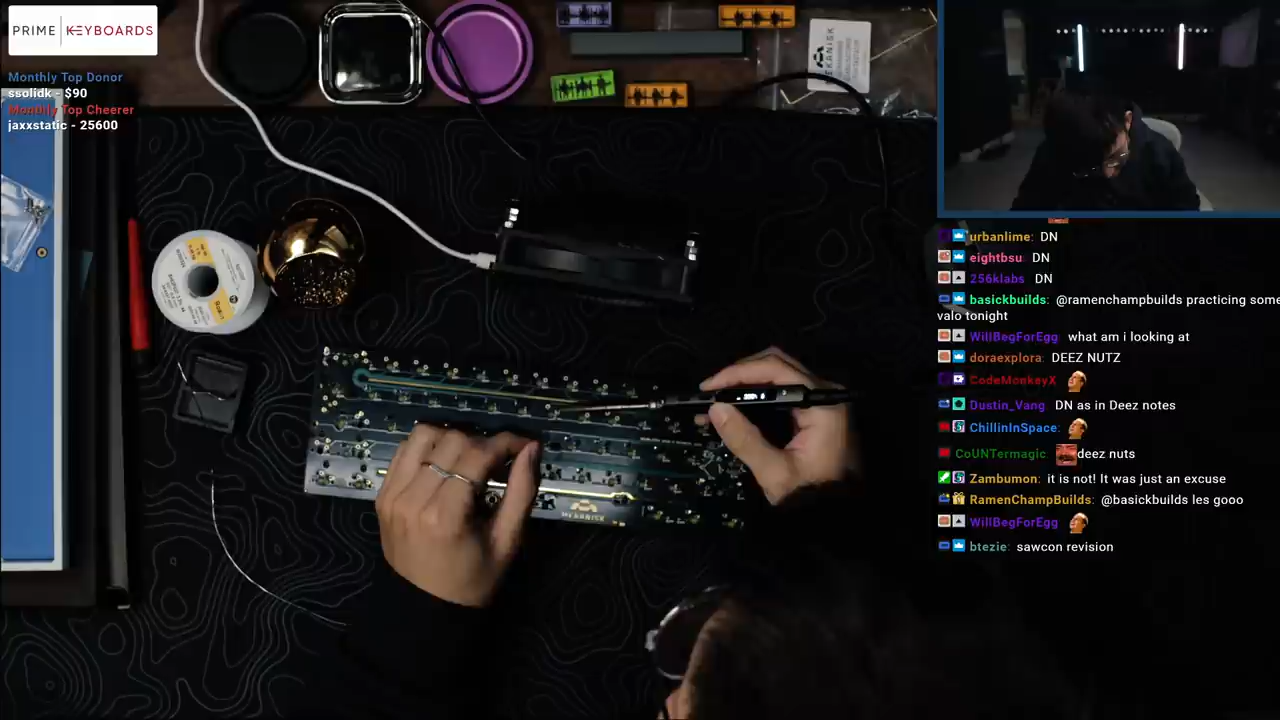 PRIME | KEYBOARDS
Monthly Top Donor
ssolidk - $90
Monthly Top Cheerer
jaxxstatic - 25600
urbanlime: DN
eightbsu: DN
256klabs DN
basickbuilds: @ramenchampbuilds practicing some
valo tonight
WillBegForEgg what am i looking at
doraexplora: DEEZ NUTZ
CodeMonkeyX
Dustin_Vang: DN as in Deez notes
ChillinInSpace:
CoUNTermagic: deez nuts
Zambumon: it is not! It was just an excuse
RamenChampBuilds: @basickbuilds les gooo
WillBegForEgg
btezie: sawcon revision
MEKANISK